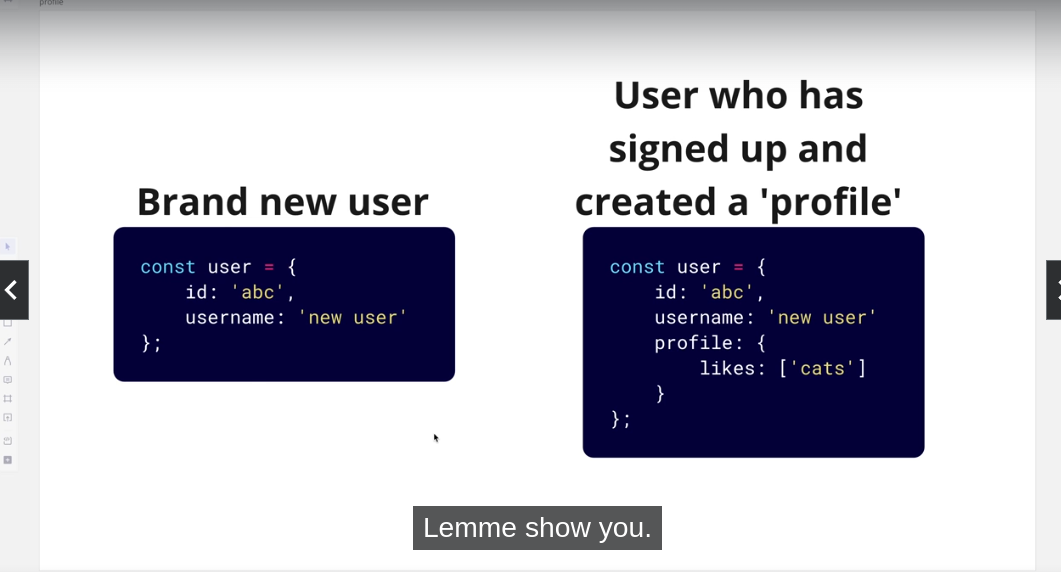 profile
Brand new user
const user = {
    id: 'abc',
    username: 'new user'
};
User who has
signed up and
created a 'profile'
const user = {
    id: 'abc',
    username: 'new user'
    profile: {
        likes: ['cats']
    }
};
Lemme show you.